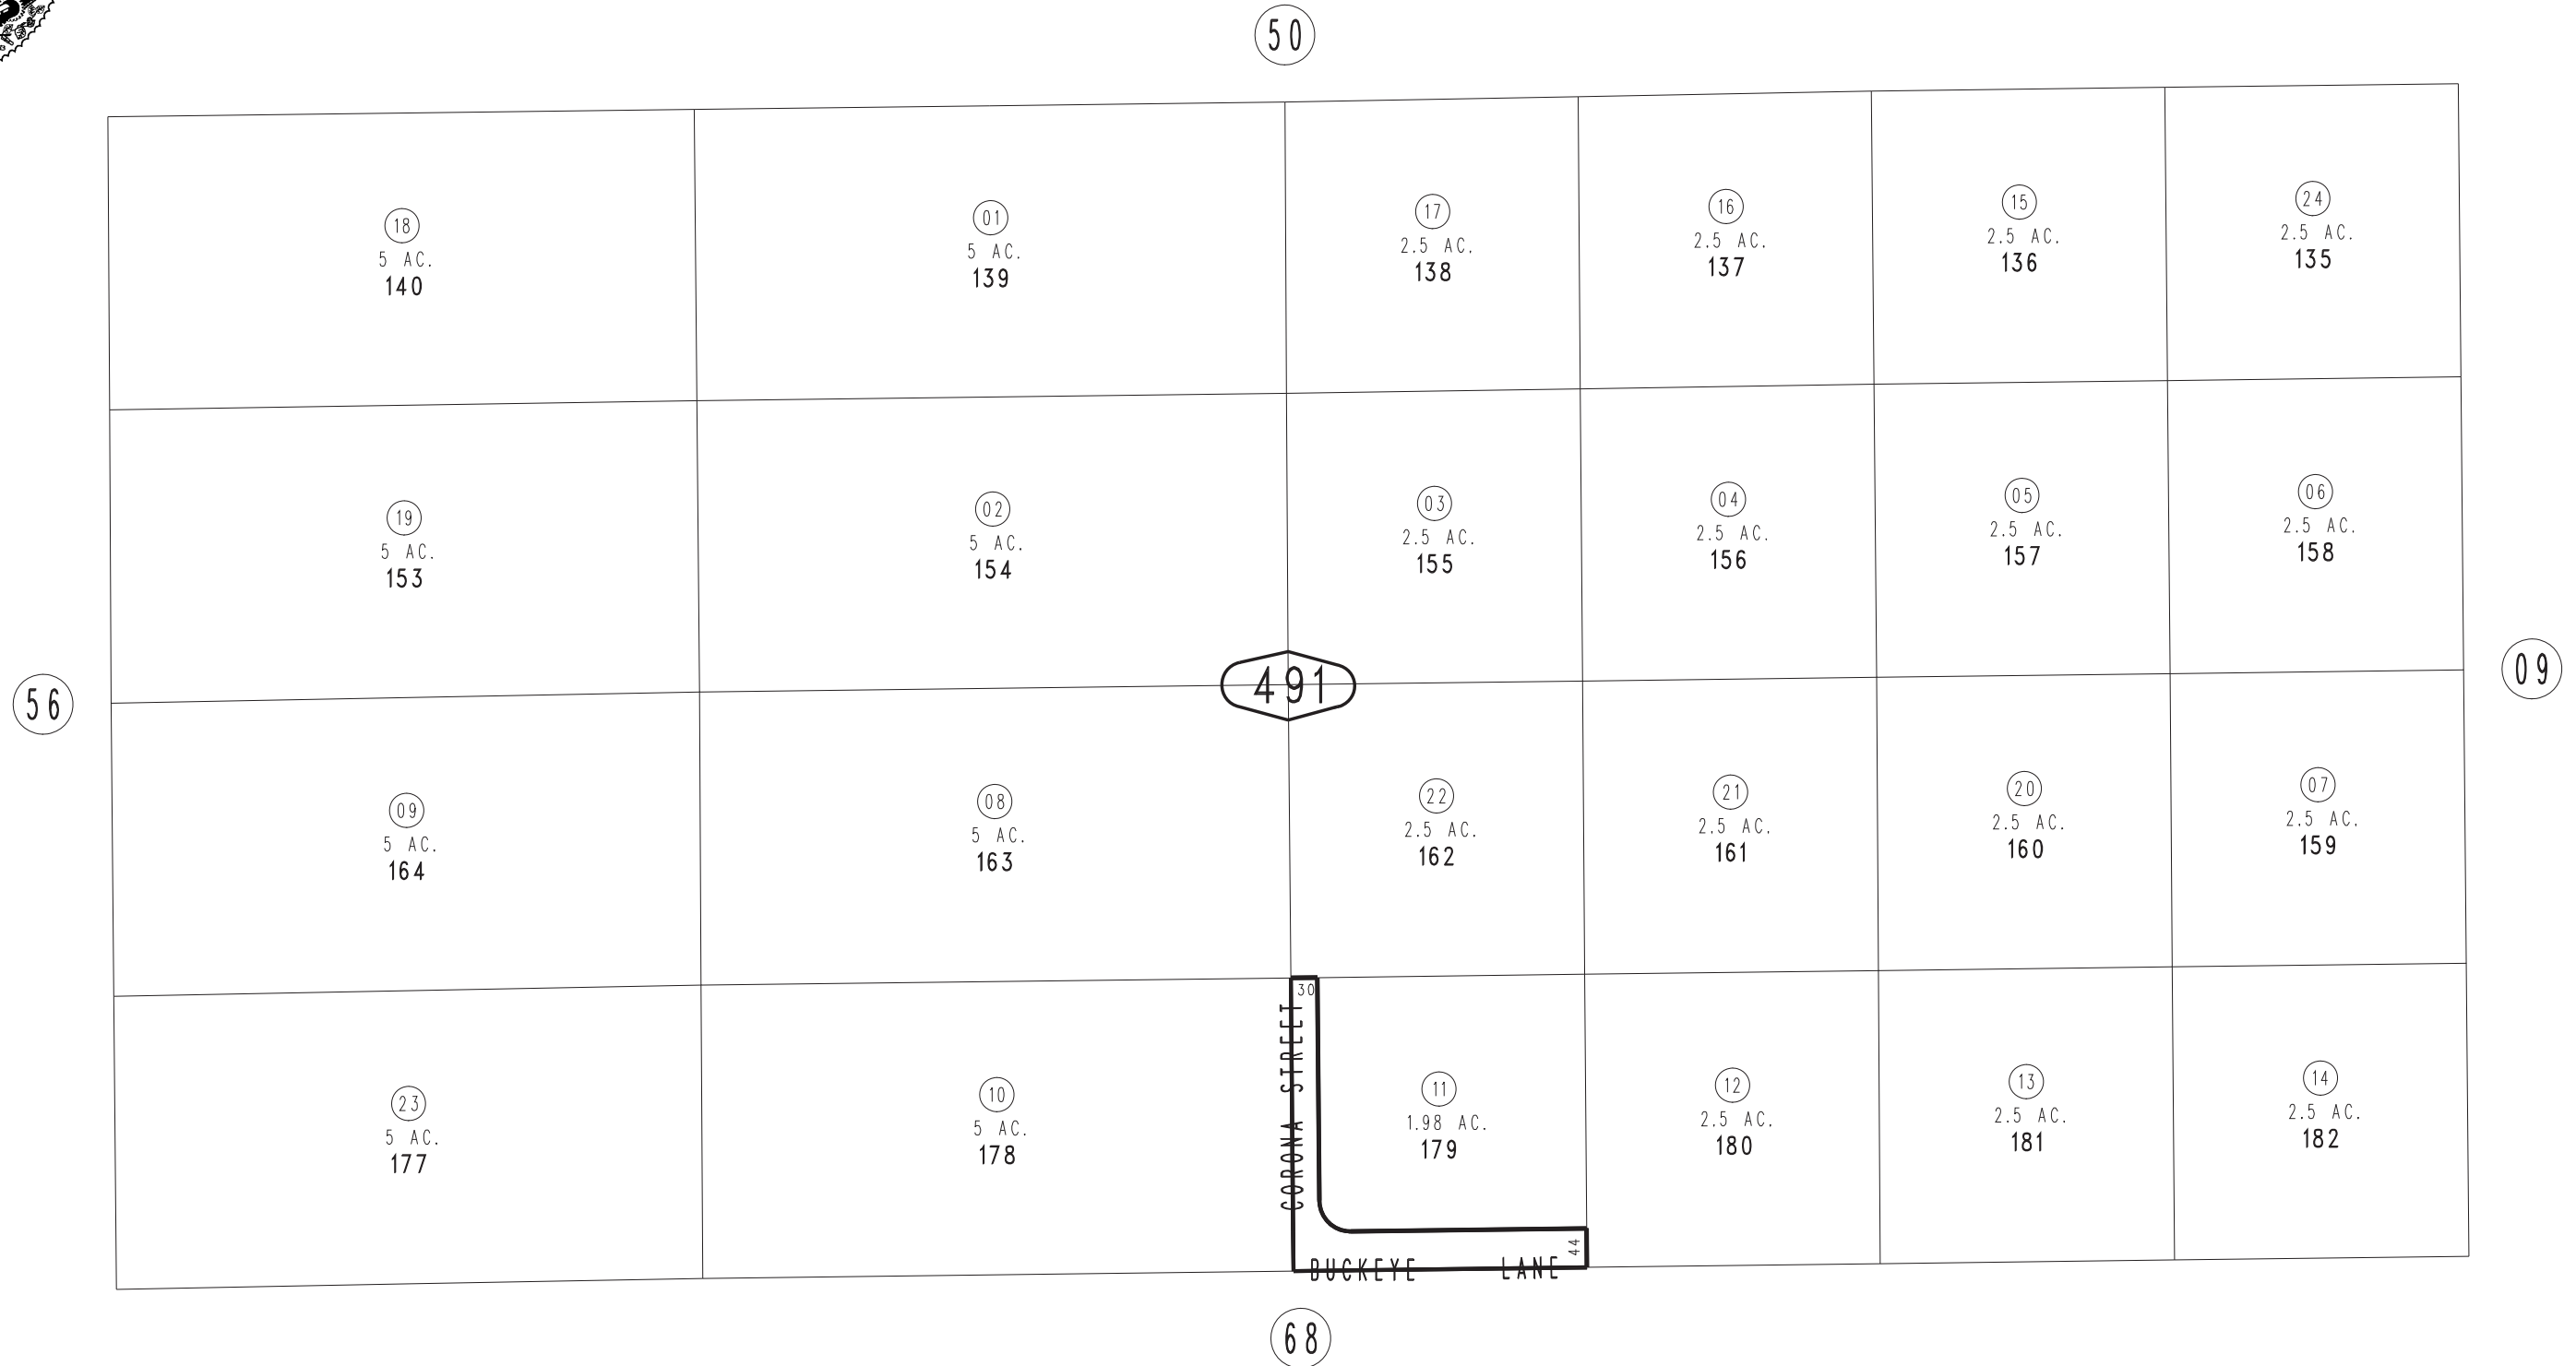 50
18
5 AC.
140
01
5 AC.
139
17
2.5 AC.
138
16
2.5 AC.
137
15
2.5 AC.
136
24
2.5 AC.
135
19
5 AC.
153
02
5 AC.
154
03
2.5 AC.
155
04
2.5 AC.
156
05
2.5 AC.
157
06
2.5 AC.
158
56
491
09
09
5 AC.
164
08
5 AC.
163
22
2.5 AC.
162
21
2.5 AC.
161
20
2.5 AC.
160
07
2.5 AC.
159
30
CORONA STREET
23
5 AC.
177
10
5 AC.
178
11
1.98 AC.
179
12
2.5 AC.
180
13
2.5 AC.
181
14
2.5 AC.
182
44
BUCKEYE LANE
68